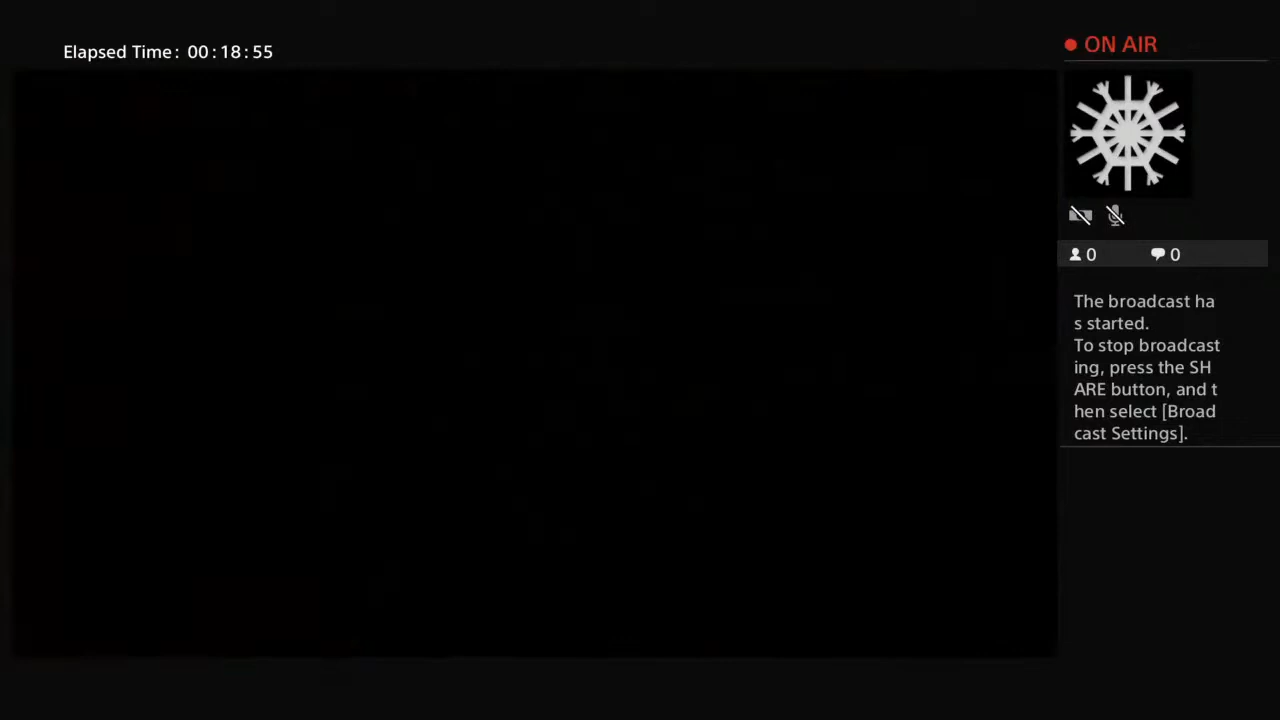 Elapsed Time: 00:18:55
ON AIR
0 0
The broadcast ha
s started.
To stop broadcast
ing, press the SH
ARE button, and t
hen select [Broad
cast Settings].